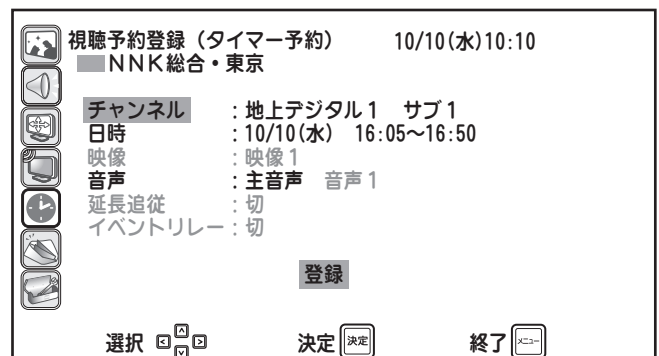 視聴予約登録（タイマー予約） 10/10(水)10:10
NNK総合・東京
チャンネル ：地上デジタル1 サブ1
日時 ：10/10(水) 16:05〜16:50
映像 ：映像1
音声 ：主音声 音声1
延長追従 ：切
イベントリレー：切
登録
選択 決定 決定 終了 メニュー